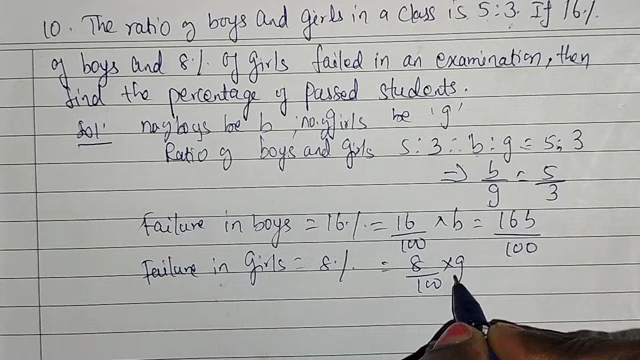 10. The ratio of boys and girls in a class is 5:3. If 16%
of boys and 8% of girls failed in an examination, then
find the percentage of passed students.
Sol: no.of boys be b, no.of girls be 'g'
Ratio of boys and girls 5:3 ∴ b:g = 5:3
⇒ b/g = 5/3
Failure in boys = 16% = 16/100 × b = 16b/100
Failure in girls = 8% = 8/100 × g